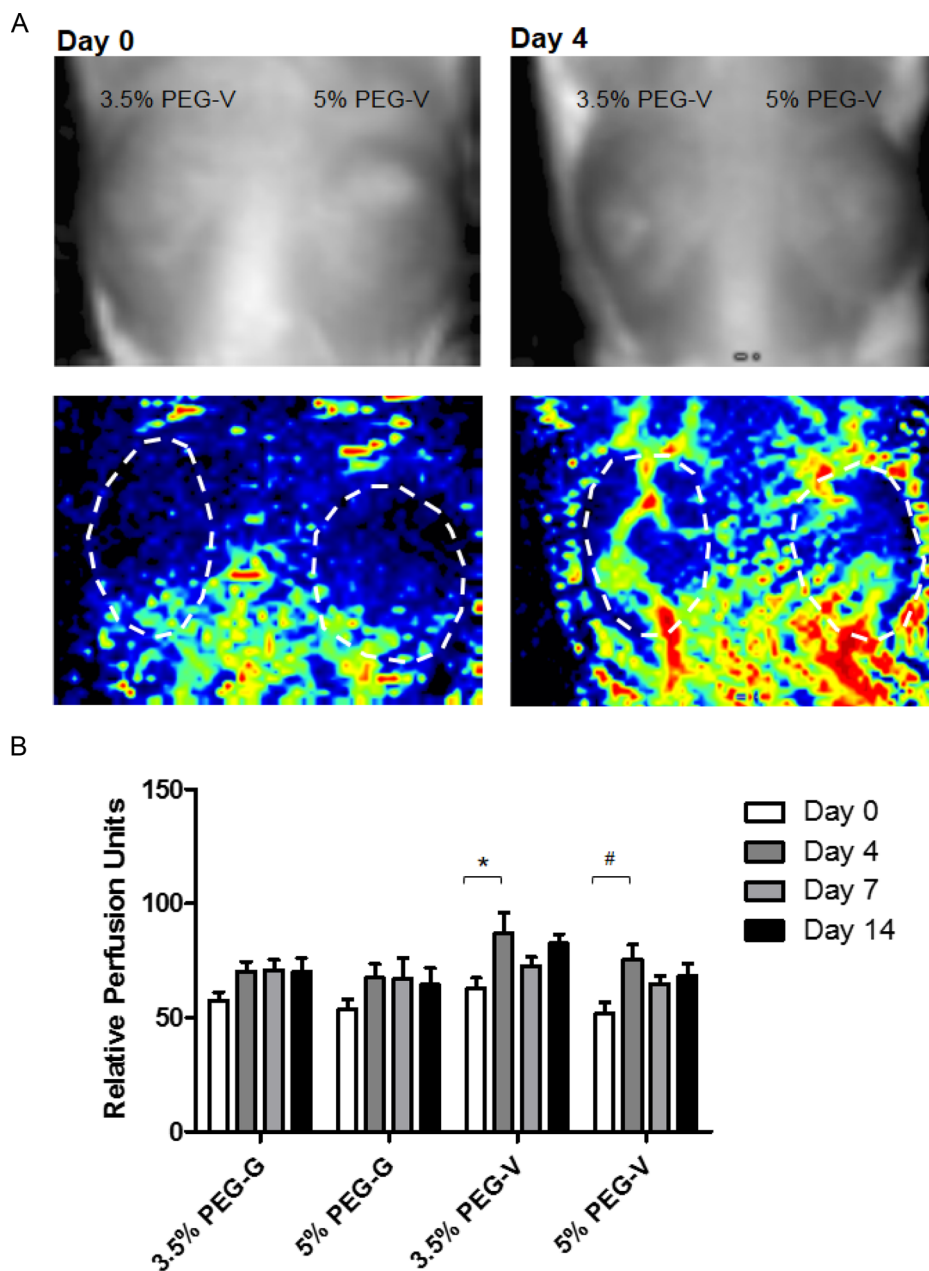 A
Day 0
Day 4
3.5% PEG-V
5% PEG-V
3.5% PEG-V
5% PEG-V
B
Relative Perfusion Units
150
100
50
0
*
#
Day 0
Day 4
Day 7
Day 14
3.5% PEG-G
5% PEG-G
3.5% PEG-V
5% PEG-V